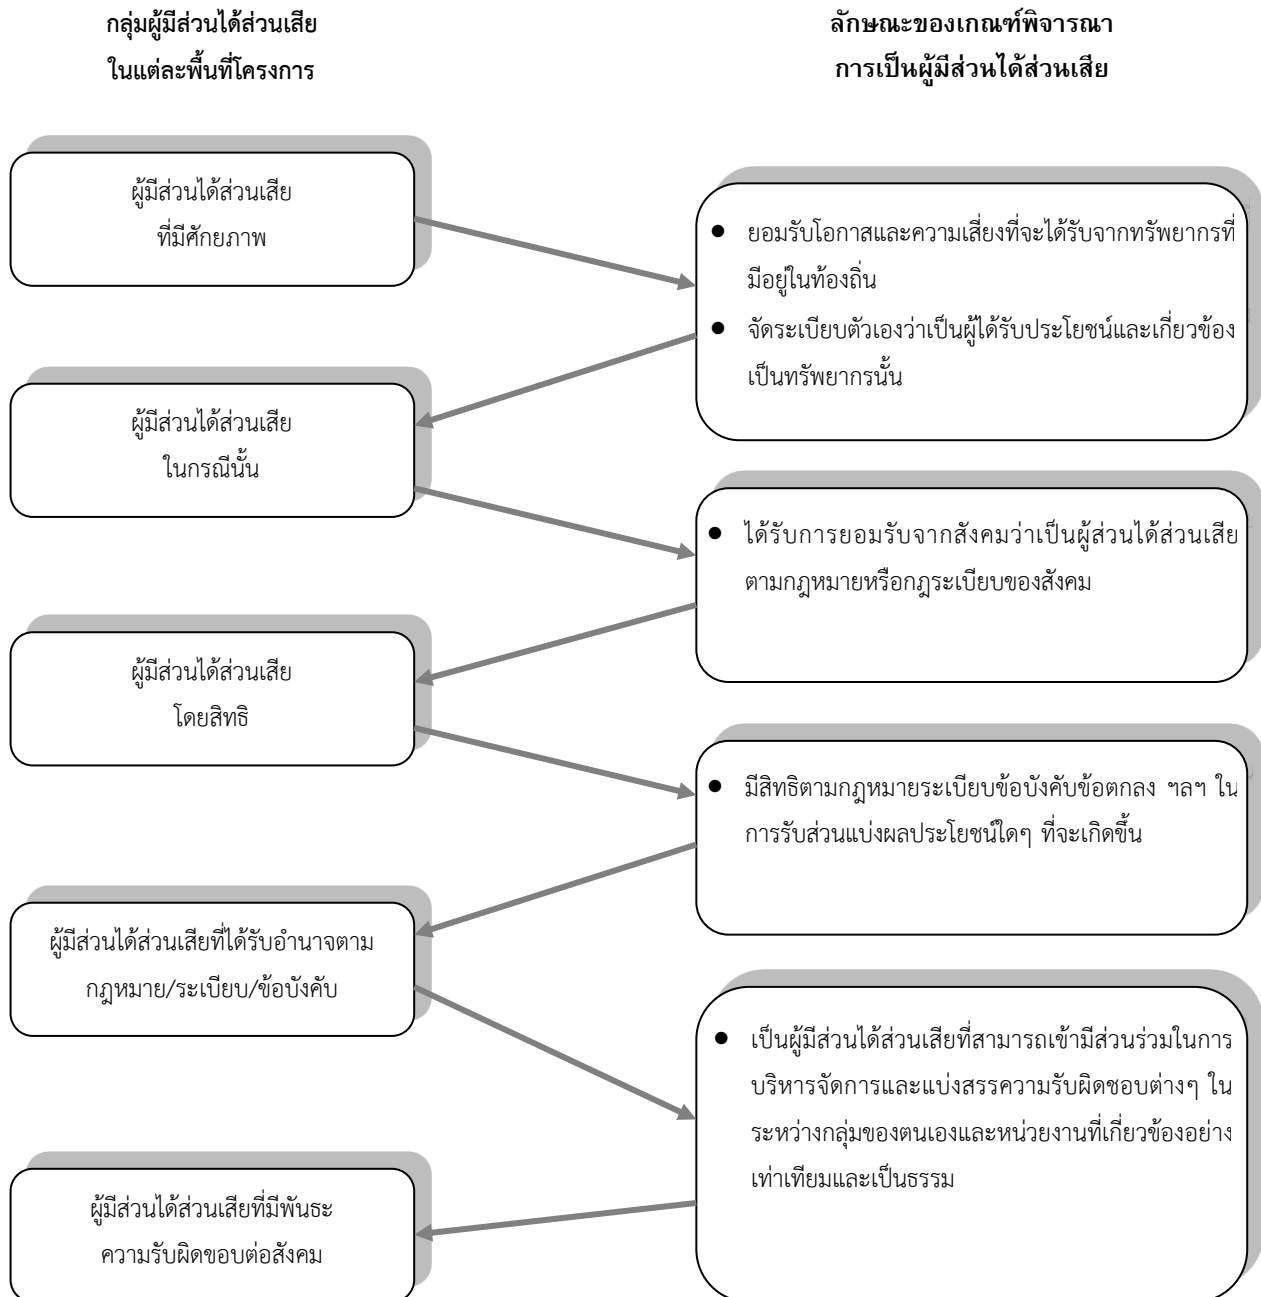 กลุ่มผู้มีส่วนได้ส่วนเสีย
ในแต่ละพื้นที่โครงการ
ลักษณะของเกณฑ์พิจารณา
การเป็นผู้มีส่วนได้ส่วนเสีย
ผู้มีส่วนได้ส่วนเสีย
ที่มีศักยภาพ
● ยอมรับโอกาสและความเสี่ยงที่จะได้รับจากทรัพยากรที่
มีอยู่ในท้องถิ่น
● จัดระเบียบตัวเองว่าเป็นผู้ได้รับประโยชน์และเกี่ยวข้อง
เป็นทรัพยากรนั้น
ผู้มีส่วนได้ส่วนเสีย
ในกรณีนั้น
● ได้รับการยอมรับจากสังคมว่าเป็นผู้ส่วนได้ส่วนเสีย
ตามกฎหมายหรือกฎระเบียบของสังคม
ผู้มีส่วนได้ส่วนเสีย
โดยสิทธิ
● มีสิทธิตามกฎหมายระเบียบข้อบังคับข้อตกลง ฯลฯ ใน
การรับส่วนแบ่งผลประโยชน์ใดๆ ที่จะเกิดขึ้น
ผู้มีส่วนได้ส่วนเสียที่ได้รับอำนาจตาม
กฎหมาย/ระเบียบ/ข้อบังคับ
● เป็นผู้มีส่วนได้ส่วนเสียที่สามารถเข้ามีส่วนร่วมในการ
บริหารจัดการและแบ่งสรรความรับผิดชอบต่างๆ ใน
ระหว่างกลุ่มของตนเองและหน่วยงานที่เกี่ยวข้องอย่าง
เท่าเทียมและเป็นธรรม
ผู้มีส่วนได้ส่วนเสียที่มีพันธะ
ความรับผิดขอบต่อสังคม